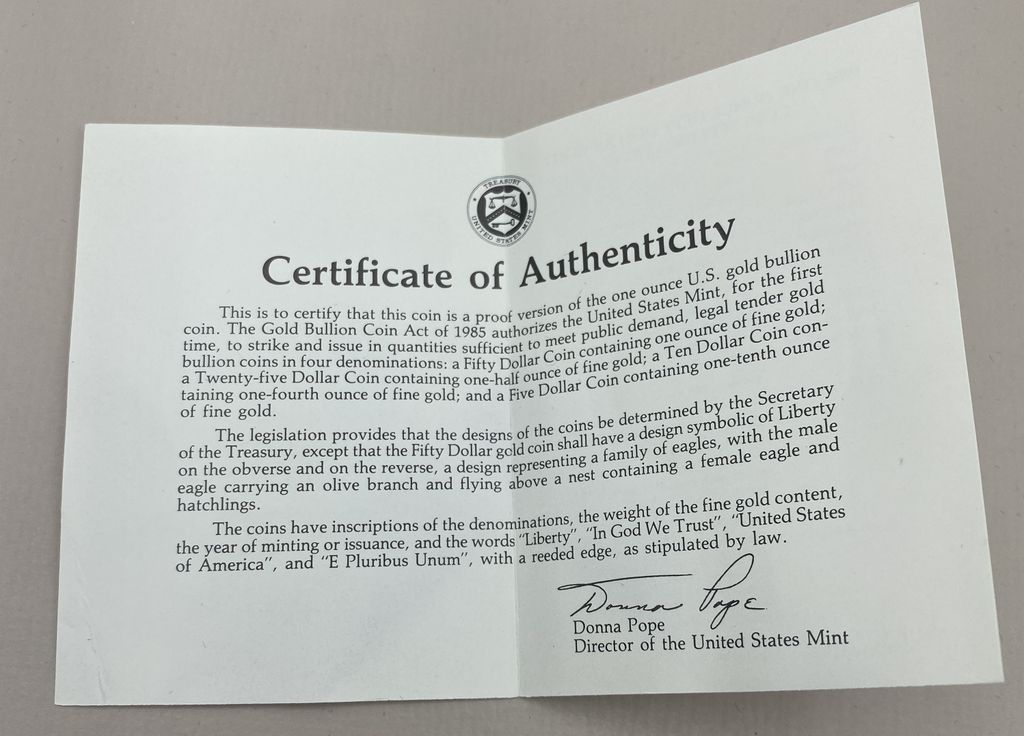 TREASURY
UNITED STATES MINT
Certificate of Authenticity
This is to certify that this coin is a proof version of the one ounce U.S. gold bullion
coin. The Gold Bullion Coin Act of 1985 authorizes the United States Mint, for the first
time, to strike and issue in quantities sufficient to meet public demand, legal tender gold
bullion coins in four denominations: a Fifty Dollar Coin containing one ounce of fine gold;
a Twenty-five Dollar Coin containing one-half ounce of fine gold; a Ten Dollar Coin con-
taining one-fourth ounce of fine gold; and a Five Dollar Coin containing one-tenth ounce
of fine gold.
The legislation provides that the designs of the coins be determined by the Secretary
of the Treasury, except that the Fifty Dollar gold coin shall have a design symbolic of Liberty
on the obverse and on the reverse, a design representing a family of eagles, with the male
eagle carrying an olive branch and flying above a nest containing a female eagle and
hatchlings.
The coins have inscriptions of the denominations, the weight of the fine gold content,
the year of minting or issuance, and the words "Liberty", "In God We Trust", "United States
of America", and "E Pluribus Unum", with a reeded edge, as stipulated by law.
Donna Pope
Donna Pope
Director of the United States Mint